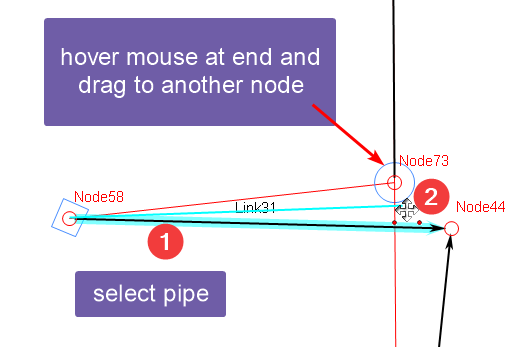 hover mouse at end and
drag to another node
Node73
Node58
Link31
2
Node44
1
select pipe